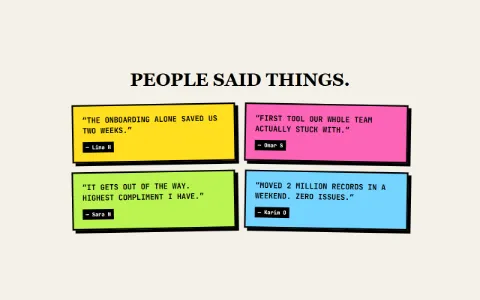 PEOPLE SAID THINGS.
"THE ONBOARDING ALONE SAVED US
TWO WEEKS."
— Lina H
"FIRST TOOL OUR WHOLE TEAM
ACTUALLY STUCK WITH."
— Omar S
"IT GETS OUT OF THE WAY.
HIGHEST COMPLIMENT I HAVE."
— Sara B
"MOVED 2 MILLION RECORDS IN A
WEEKEND. ZERO ISSUES."
— Karim D